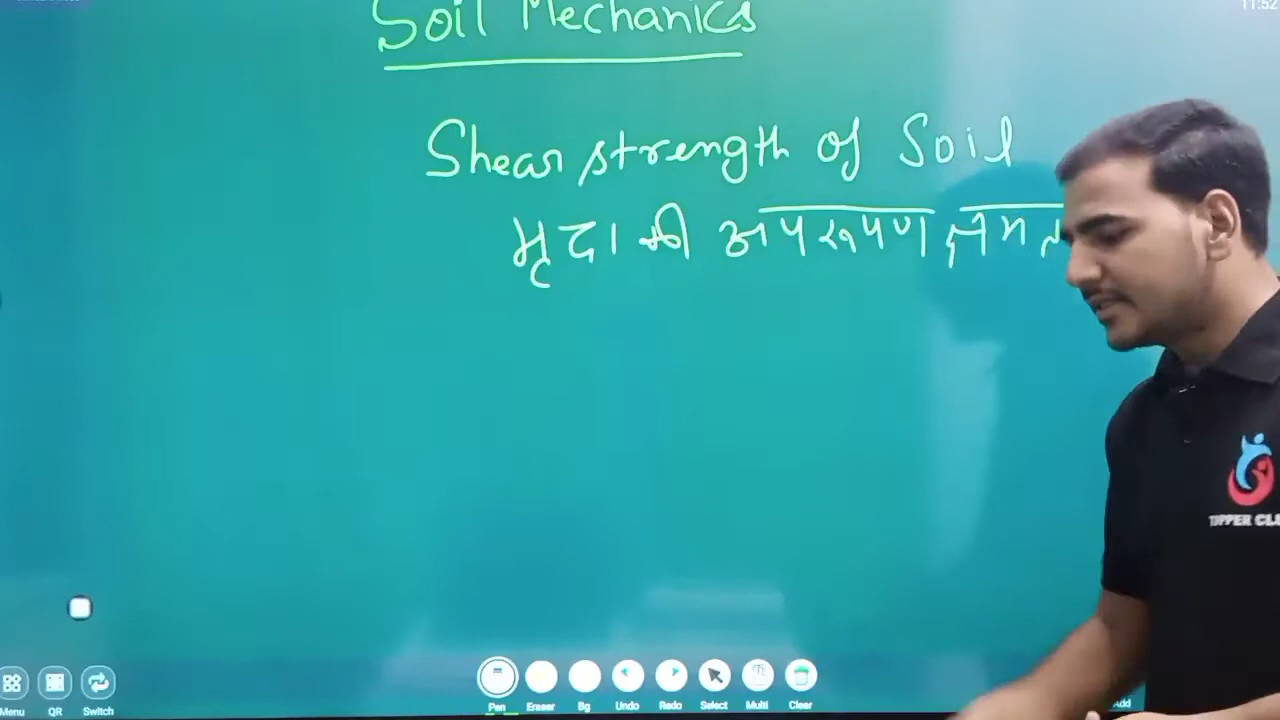 11:52
Soil Mechanics
Shear strength of Soil
मृदा की अपरूपण
TOPPER
Menu QR Switch Pen Eraser Bg Undo Redo Select Multi Clear Add